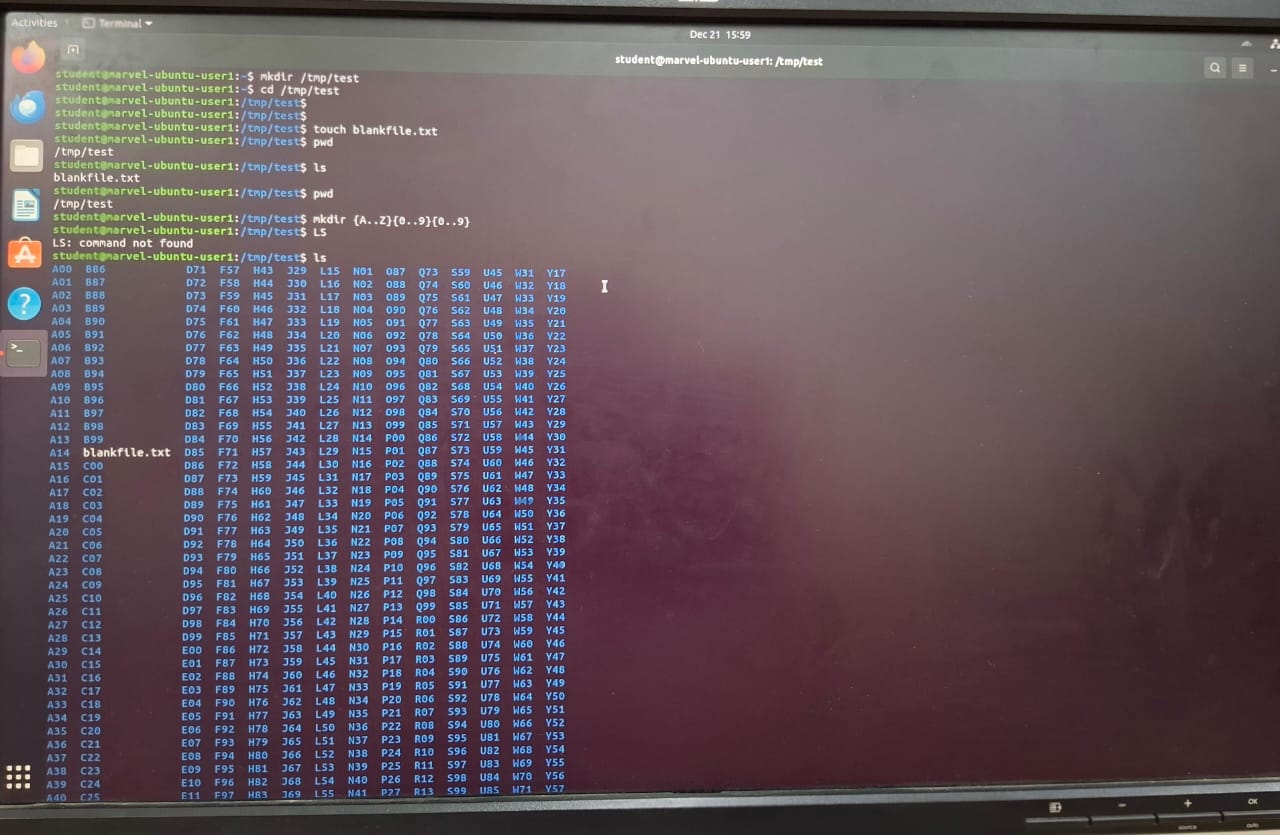 Activities Terminal
Dec 21 15:59
student@marvel-ubuntu-user1: /tmp/test
student@marvel-ubuntu-user1:~$ mkdir /tmp/test
student@marvel-ubuntu-user1:~$ cd /tmp/test
student@marvel-ubuntu-user1:/tmp/test$
student@marvel-ubuntu-user1:/tmp/test$
student@marvel-ubuntu-user1:/tmp/test$ touch blankfile.txt
student@marvel-ubuntu-user1:/tmp/test$ pwd
/tmp/test
student@marvel-ubuntu-user1:/tmp/test$ ls
blankfile.txt
student@marvel-ubuntu-user1:/tmp/test$ pwd
/tmp/test
student@marvel-ubuntu-user1:/tmp/test$ mkdir {A..Z}{0..9}{0..9}
student@marvel-ubuntu-user1:/tmp/test$ LS
LS: command not found
student@marvel-ubuntu-user1:/tmp/test$ ls
A00 B86 D71 F57 H43 J29 L15 N01 O87 Q73 S59 U45 W31 Y17
A01 B87 D72 F58 H44 J30 L16 N02 O88 Q74 S60 U46 W32 Y18
A02 B88 D73 F59 H45 J31 L17 N03 O89 Q75 S61 U47 W33 Y19
A03 B89 D74 F60 H46 J32 L18 N04 O90 Q76 S62 U48 W34 Y20
A04 B90 D75 F61 H47 J33 L19 N05 O91 Q77 S63 U49 W35 Y21
A05 B91 D76 F62 H48 J34 L20 N06 O92 Q78 S64 U50 W36 Y22
A06 B92 D77 F63 H49 J35 L21 N07 O93 Q79 S65 U51 W37 Y23
A07 B93 D78 F64 H50 J36 L22 N08 O94 Q80 S66 U52 W38 Y24
A08 B94 D79 F65 H51 J37 L23 N09 O95 Q81 S67 U53 W39 Y25
A09 B95 D80 F66 H52 J38 L24 N10 O96 Q82 S68 U54 W40 Y26
A10 B96 D81 F67 H53 J39 L25 N11 O97 Q83 S69 U55 W41 Y27
A11 B97 D82 F68 H54 J40 L26 N12 O98 Q84 S70 U56 W42 Y28
A12 B98 D83 F69 H55 J41 L27 N13 O99 Q85 S71 U57 W43 Y29
A13 B99 D84 F70 H56 J42 L28 N14 P00 Q86 S72 U58 W44 Y30
A14 blankfile.txt D85 F71 H57 J43 L29 N15 P01 Q87 S73 U59 W45 Y31
A15 C00 D86 F72 H58 J44 L30 N16 P02 Q88 S74 U60 W46 Y32
A16 C01 D87 F73 H59 J45 L31 N17 P03 Q89 S75 U61 W47 Y33
A17 C02 D88 F74 H60 J46 L32 N18 P04 Q90 S76 U62 W48 Y34
A18 C03 D89 F75 H61 J47 L33 N19 P05 Q91 S77 U63 W49 Y35
A19 C04 D90 F76 H62 J48 L34 N20 P06 Q92 S78 U64 W50 Y36
A20 C05 D91 F77 H63 J49 L35 N21 P07 Q93 S79 U65 W51 Y37
A21 C06 D92 F78 H64 J50 L36 N22 P08 Q94 S80 U66 W52 Y38
A22 C07 D93 F79 H65 J51 L37 N23 P09 Q95 S81 U67 W53 Y39
A23 C08 D94 F80 H66 J52 L38 N24 P10 Q96 S82 U68 W54 Y40
A24 C09 D95 F81 H67 J53 L39 N25 P11 Q97 S83 U69 W55 Y41
A25 C10 D96 F82 H68 J54 L40 N26 P12 Q98 S84 U70 W56 Y42
A26 C11 D97 F83 H69 J55 L41 N27 P13 Q99 S85 U71 W57 Y43
A27 C12 D98 F84 H70 J56 L42 N28 P14 R00 S86 U72 W58 Y44
A28 C13 D99 F85 H71 J57 L43 N29 P15 R01 S87 U73 W59 Y45
A29 C14 E00 F86 H72 J58 L44 N30 P16 R02 S88 U74 W60 Y46
A30 C15 E01 F87 H73 J59 L45 N31 P17 R03 S89 U75 W61 Y47
A31 C16 E02 F88 H74 J60 L46 N32 P18 R04 S90 U76 W62 Y48
A32 C17 E03 F89 H75 J61 L47 N33 P19 R05 S91 U77 W63 Y49
A33 C18 E04 F90 H76 J62 L48 N34 P20 R06 S92 U78 W64 Y50
A34 C19 E05 F91 H77 J63 L49 N35 P21 R07 S93 U79 W65 Y51
A35 C20 E06 F92 H78 J64 L50 N36 P22 R08 S94 U80 W66 Y52
A36 C21 E07 F93 H79 J65 L51 N37 P23 R09 S95 U81 W67 Y53
A37 C22 E08 F94 H80 J66 L52 N38 P24 R10 S96 U82 W68 Y54
A38 C23 E09 F95 H81 J67 L53 N39 P25 R11 S97 U83 W69 Y55
A39 C24 E10 F96 H82 J68 L54 N40 P26 R12 S98 U84 W70 Y56
A40 C25 E11 F97 H83 J69 L55 N41 P27 R13 S99 U85 W71 Y57
OK
source auto